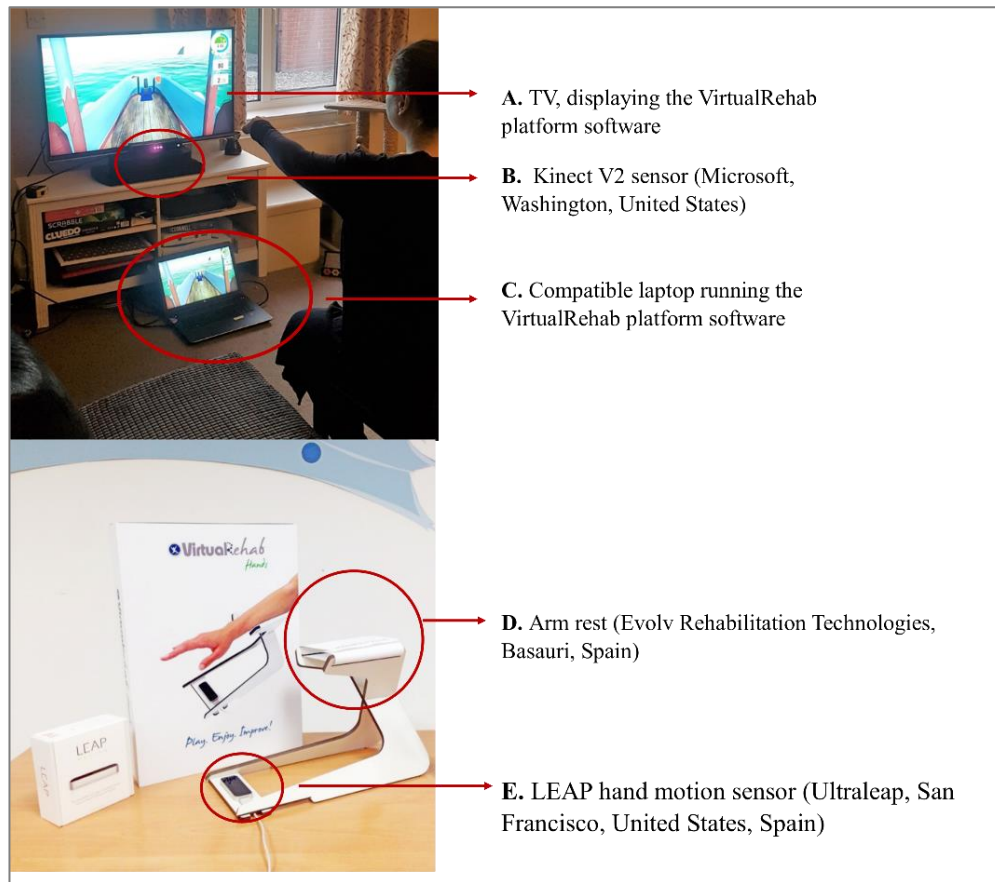 A. TV, displaying the VirtualRehab
platform software
B. Kinect V2 sensor (Microsoft,
Washington, United States)
SCRABBLE
CLUEDO
C. Compatible laptop running the
VirtualRehab platform software
VirtualRehab
Hands
D. Arm rest (Evolv Rehabilitation Technologies,
Basauri, Spain)
Play. Enjoy. Improve!
LEAP
LEAP
E. LEAP hand motion sensor (Ultraleap, San
Francisco, United States, Spain)